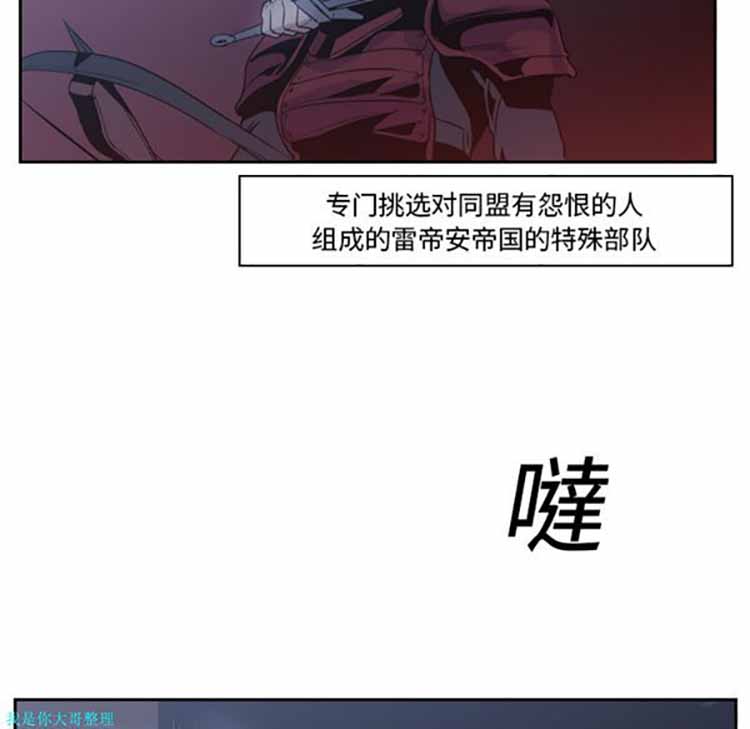 专门挑选对同盟有怨恨的人
组成的雷帝安帝国的特殊部队
噠
我是你大哥整理